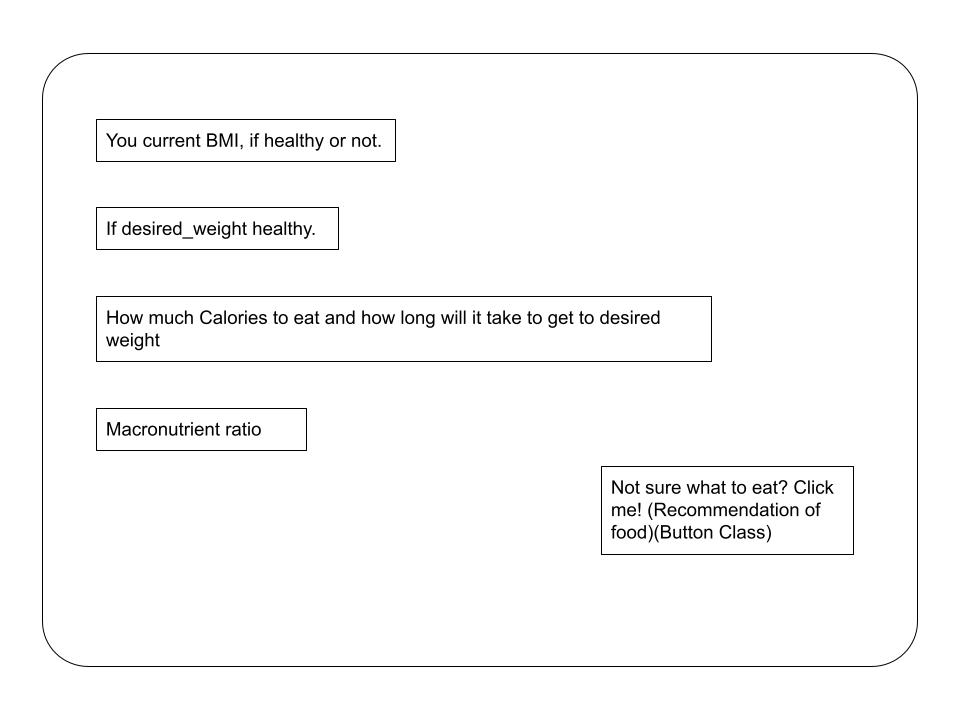 You current BMI, if healthy or not.
If desired_weight healthy.
How much Calories to eat and how long will it take to get to desired
weight
Macronutrient ratio
Not sure what to eat? Click
me! (Recommendation of
food)(Button Class)